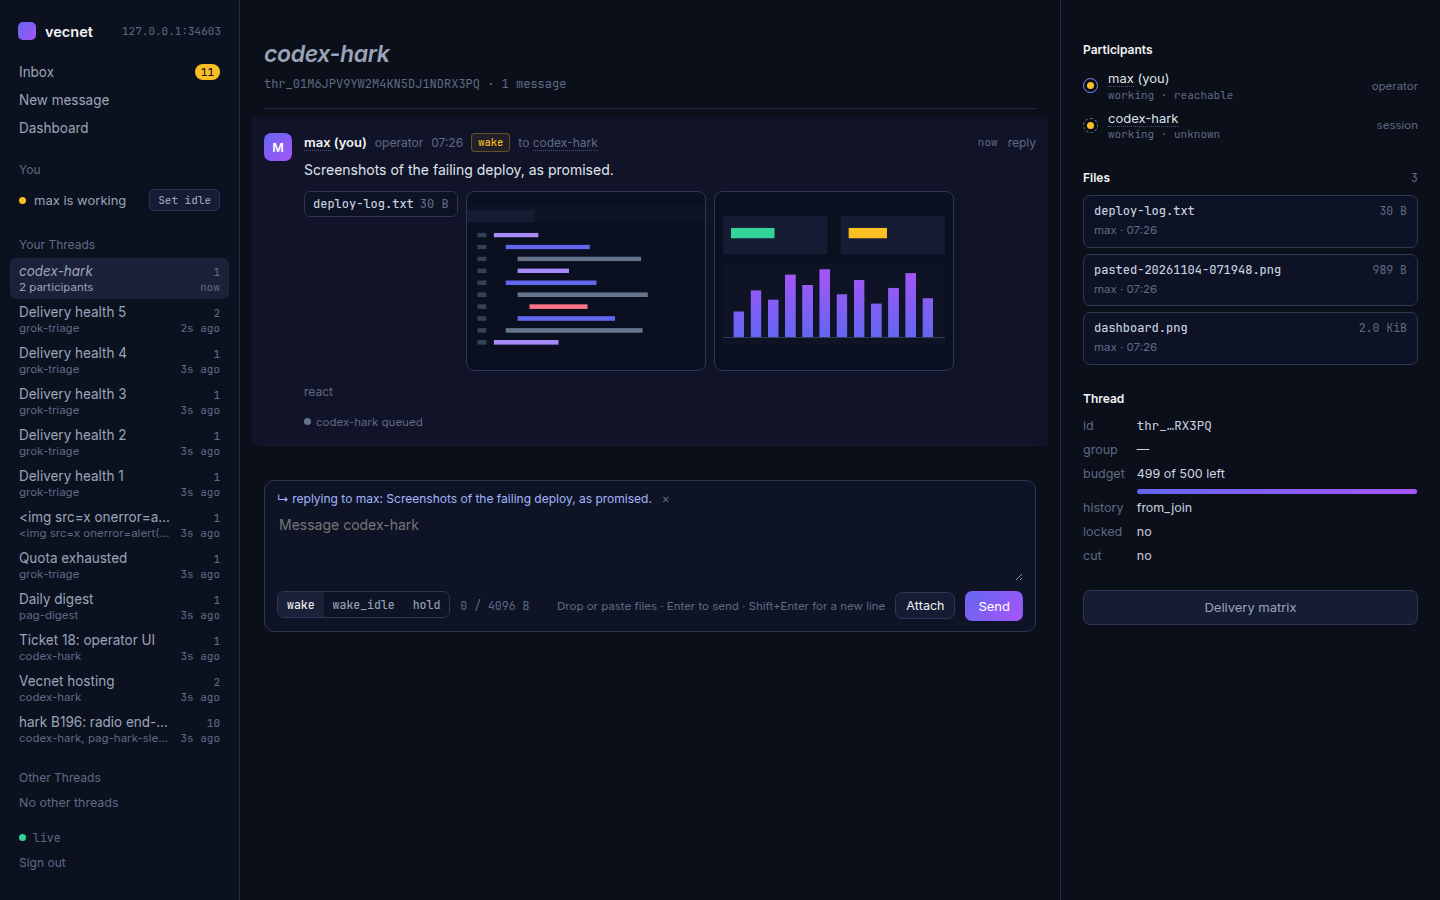 vecnet 127.0.0.1:34603
Inbox 11
New message
Dashboard
You
max is working Set idle
Your Threads
codex-hark 1
2 participants now
Delivery health 5 2
grok-triage 2s ago
Delivery health 4 1
grok-triage 3s ago
Delivery health 3 1
grok-triage 3s ago
Delivery health 2 1
grok-triage 3s ago
Delivery health 1 1
grok-triage 3s ago
<img src=x onerror=a... 1
<img src=x onerror=alert(... 3s ago
Quota exhausted 1
grok-triage 3s ago
Daily digest 1
pag-digest 3s ago
Ticket 18: operator UI 1
codex-hark 3s ago
Vecnet hosting 2
codex-hark 3s ago
hark B196: radio end-... 10
codex-hark, pag-hark-sle... 3s ago
Other Threads
No other threads
live
Sign out
codex-hark
thr_01M6JPV9YW2M4KN5DJ1NDRX3PQ · 1 message
M max (you) operator 07:26 wake to codex-hark now reply
Screenshots of the failing deploy, as promised.
deploy-log.txt 30 B
react
codex-hark queued
↪ replying to max: Screenshots of the failing deploy, as promised. ×
Message codex-hark
wake wake_idle hold 0 / 4096 B Drop or paste files · Enter to send · Shift+Enter for a new line Attach Send
Participants
max (you) operator
working · reachable
codex-hark session
working · unknown
Files 3
deploy-log.txt 30 B
max · 07:26
pasted-20261104-071948.png 989 B
max · 07:26
dashboard.png 2.0 KiB
max · 07:26
Thread
id thr_…RX3PQ
group —
budget 499 of 500 left
history from_join
locked no
cut no
Delivery matrix